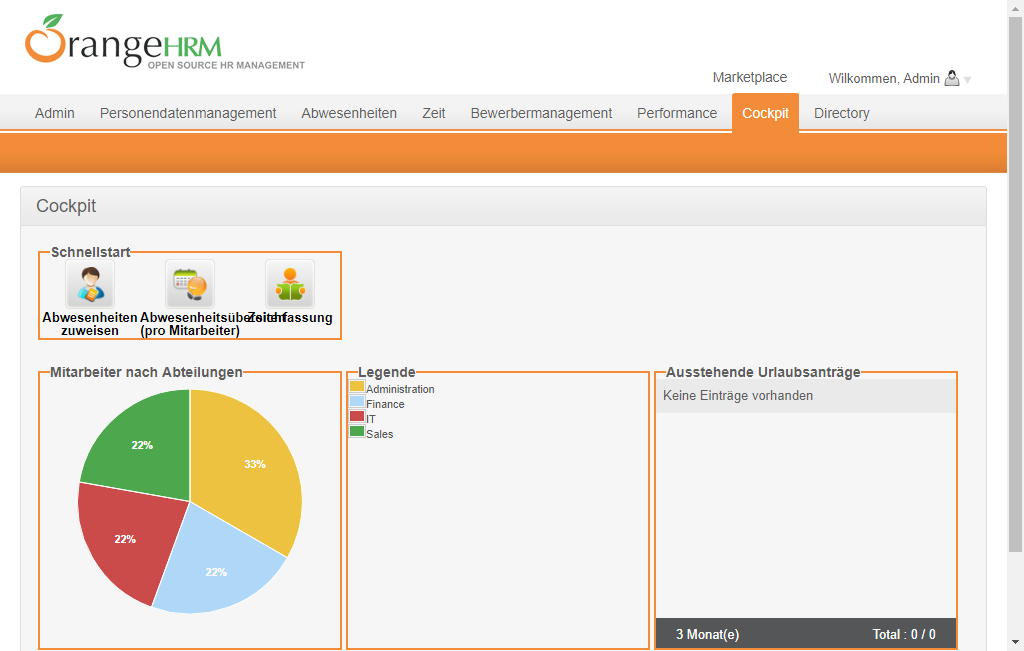 OrangeHRM
OPEN SOURCE HR MANAGEMENT
Marketplace
Wilkommen, Admin
Admin Personendatenmanagement Abwesenheiten Zeit Bewerbermanagement Performance Cockpit Directory
Cockpit
Schnellstart
Abwesenheiten
zuweisen
Abwesenheitsübersicht
(pro Mitarbeiter)
Zeiterfassung
Mitarbeiter nach Abteilungen
22%
33%
22%
22%
Legende
Administration
Finance
IT
Sales
Ausstehende Urlaubsanträge
Keine Einträge vorhanden
3 Monat(e) Total : 0 / 0